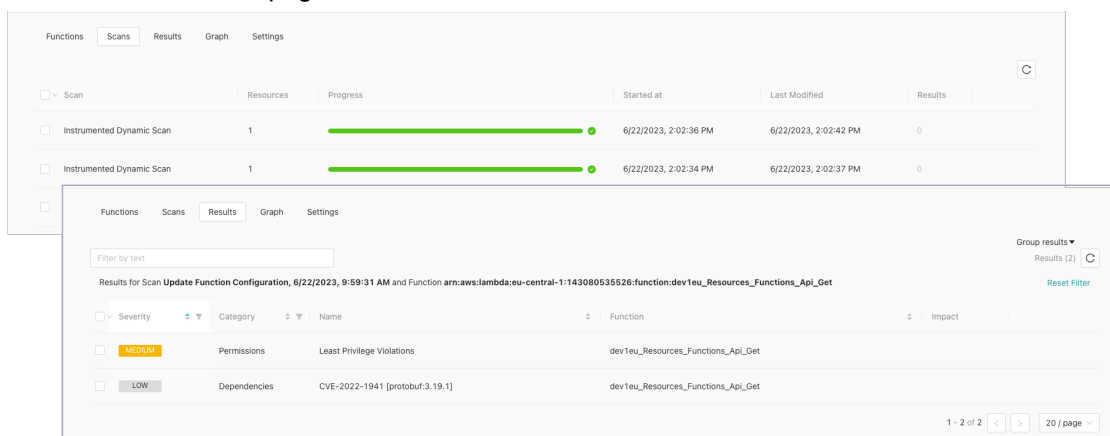 Functions Scans Results Graph Settings
Scan Resources Progress Started at Last Modified Results
Instrumented Dynamic Scan 1 6/22/2023, 2:02:36 PM 6/22/2023, 2:02:42 PM 0
Instrumented Dynamic Scan 1 6/22/2023, 2:02:34 PM 6/22/2023, 2:02:37 PM 0
Functions Scans Results Graph Settings
Group results
Filter by text Results (2)
Results for Scan Update Function Configuration, 6/22/2023, 9:59:31 AM and Function arn:aws:lambda:eu-central-1:143080535526:function:dev1eu_Resources_Functions_Api_Get Reset Filter
Severity Category Name Function Impact
MEDIUM Permissions Least Privilege Violations dev1eu_Resources_Functions_Api_Get
LOW Dependencies CVE-2022-1941 [protobuf:3.19.1] dev1eu_Resources_Functions_Api_Get
1 - 2 of 2 < > 20 / page